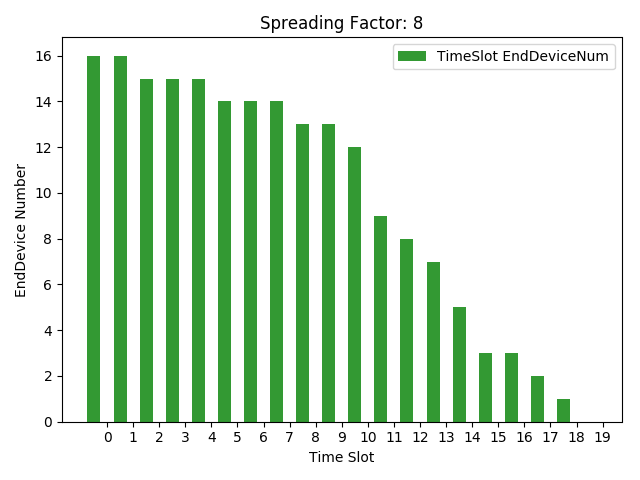 Spreading Factor: 8
TimeSlot EndDeviceNum
EndDevice Number
16
14
12
10
8
6
4
2
0
0 1 2 3 4 5 6 7 8 9 10 11 12 13 14 15 16 17 18 19
Time Slot